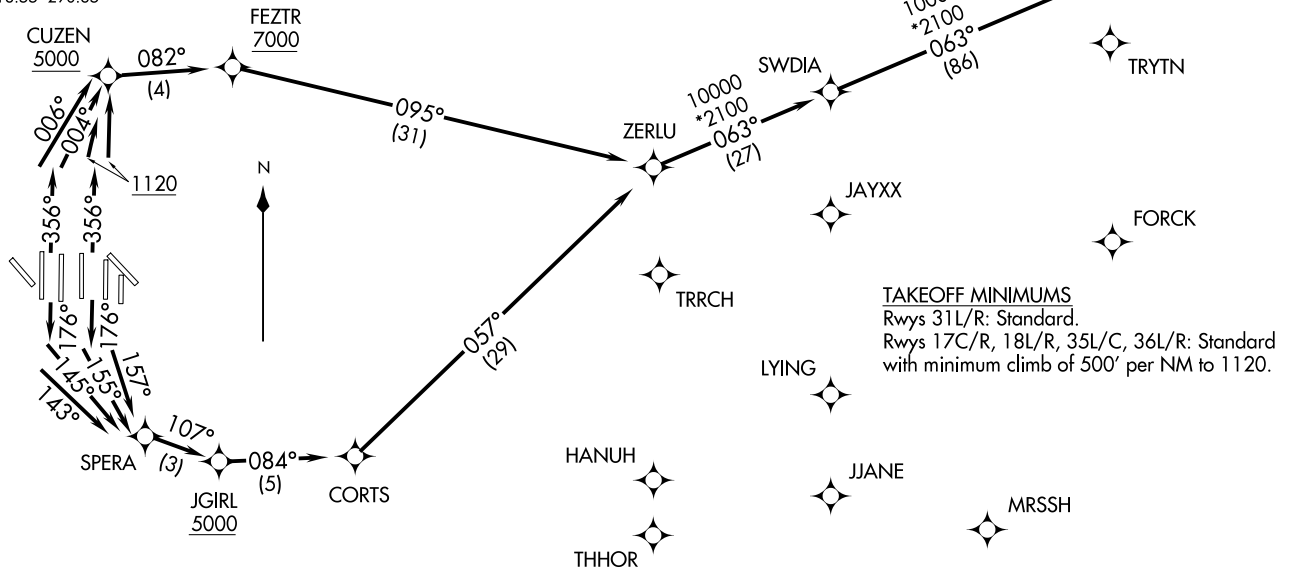 FEZTR
7000
CUZEN
5000
082°
(4)
*2100
063°
(86)
TRYTN
SWDIA
10000
*2100
063°
(27)
006°
004°
095°
(31)
ZERLU
1120
N
356°
356°
JAYXX
FORCK
TRRCH
TAKEOFF MINIMUMS
Rwys 31L/R: Standard.
Rwys 17C/R, 18L/R, 35L/C, 36L/R: Standard
with minimum climb of 500' per NM to 1120.
176°
176°
057°
(29)
145°
155°
157°
143°
LYING
SPERA
107°
(3)
084°
(5)
JGIRL
5000
CORTS
HANUH
JJANE
MRSSH
THHOR